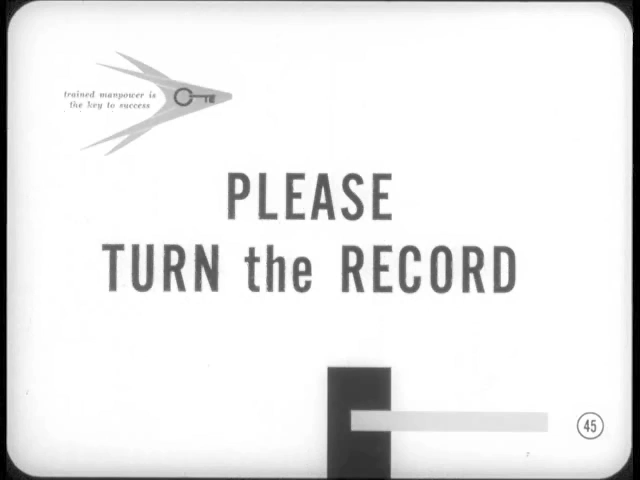 trained manpower is
the key to success
PLEASE
TURN the RECORD
45